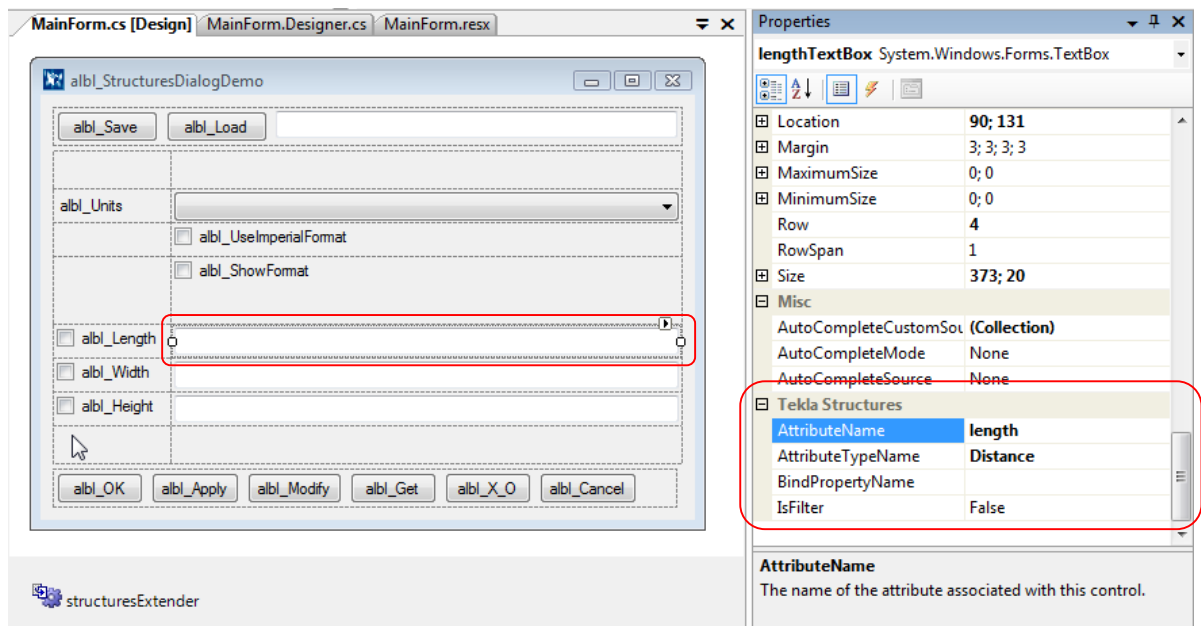 MainForm.cs [Design] MainForm.Designer.cs MainForm.resx
albl_StructuresDialogDemo
albl_Save albl_Load
albl_Units
albl_UseImperialFormat
albl_ShowFormat
albl_Length
albl_Width
albl_Height
albl_OK albl_Apply albl_Modify albl_Get albl_X_O albl_Cancel
structuresExtender
Properties
lengthTextBox System.Windows.Forms.TextBox
Location 90; 131
Margin 3; 3; 3; 3
MaximumSize 0; 0
MinimumSize 0; 0
Row 4
RowSpan 1
Size 373; 20
Misc
AutoCompleteCustomSou (Collection)
AutoCompleteMode None
AutoCompleteSource None
Tekla Structures
AttributeName length
AttributeTypeName Distance
BindPropertyName
IsFilter False
AttributeName
The name of the attribute associated with this control.